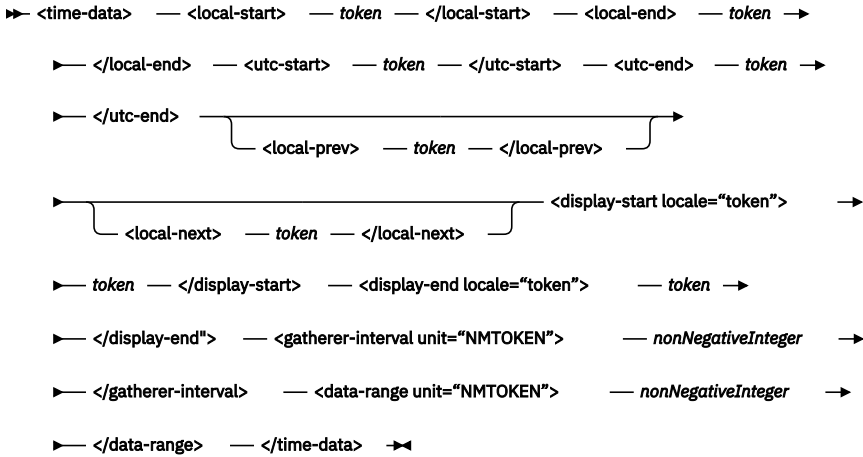 <time-data> <local-start> token </local-start> <local-end> token
</local-end> <utc-start> token </utc-start> <utc-end> token
</utc-end>
<local-prev> token </local-prev>
<display-start locale=“token”>
<local-next> token </local-next>
token </display-start> <display-end locale=“token”> token
</display-end"> <gatherer-interval unit=“NMTOKEN”> nonNegativeInteger
</gatherer-interval> <data-range unit=“NMTOKEN”> nonNegativeInteger
</data-range> </time-data>